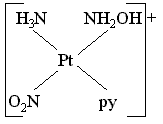 H₃N NH2OH +
Pt
O₂N py